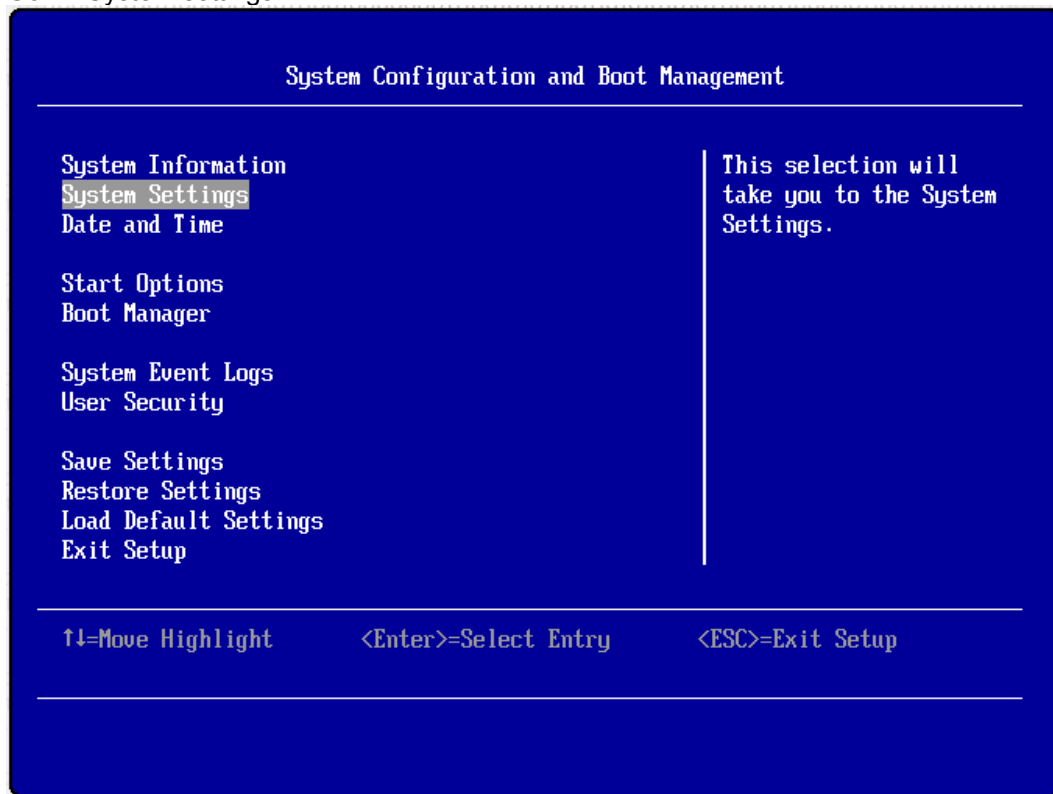 System Configuration and Boot Management
System Information
System Settings
Date and Time
Start Options
Boot Manager
System Event Logs
User Security
Save Settings
Restore Settings
Load Default Settings
Exit Setup
This selection will
take you to the System
Settings.
↑↓=Move Highlight <Enter>=Select Entry <ESC>=Exit Setup